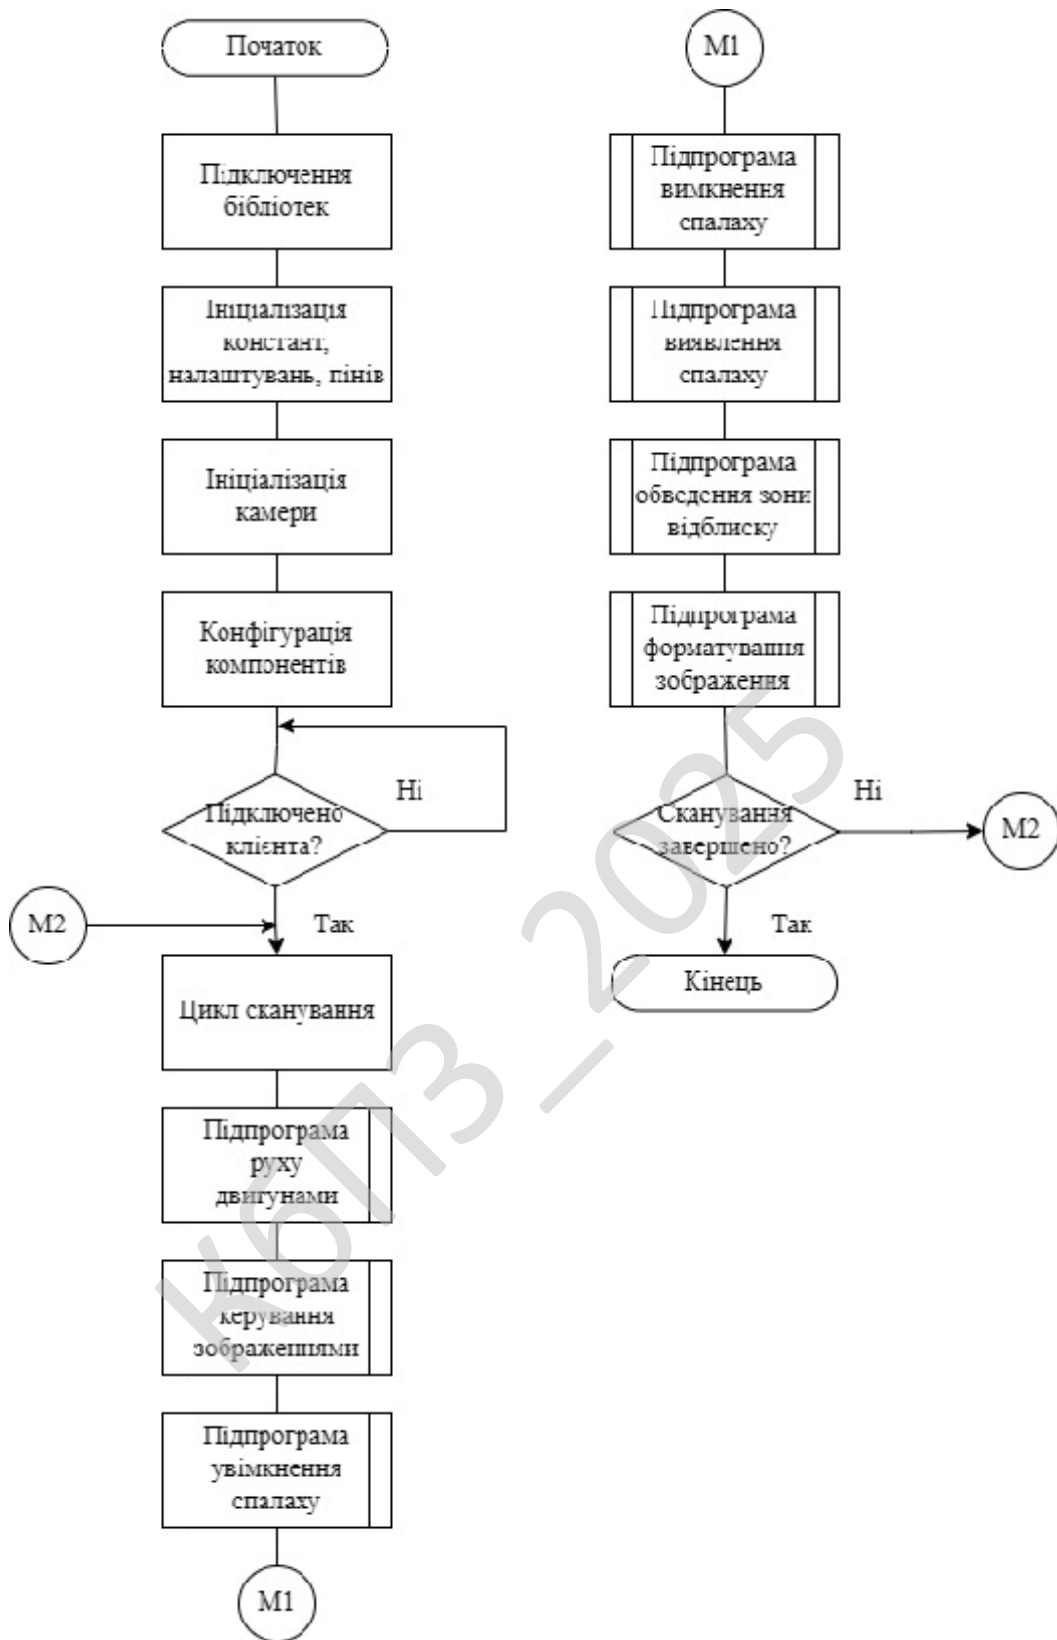 Початок
Підключення
бібліотек
Ініціалізація
констант,
налаштувань, пінів
Ініціалізація
камери
Конфігурація
компонентів
Підключено
клієнта?
Ні
M2
Так
Цикл сканування
Підпрограма
руху
двигунами
Підпрограма
керування
зображеннями
Підпрограма
увімкнення
спалаху
M1
M1
Підпрограма
вимкнення
спалаху
Підпрограма
виявлення
спалаху
Підпрограма
обведення зони
відблиску
Підпрограма
форматування
зображення
Сканування
завершено?
Ні
M2
Так
Кінець
КбПЗ_2025